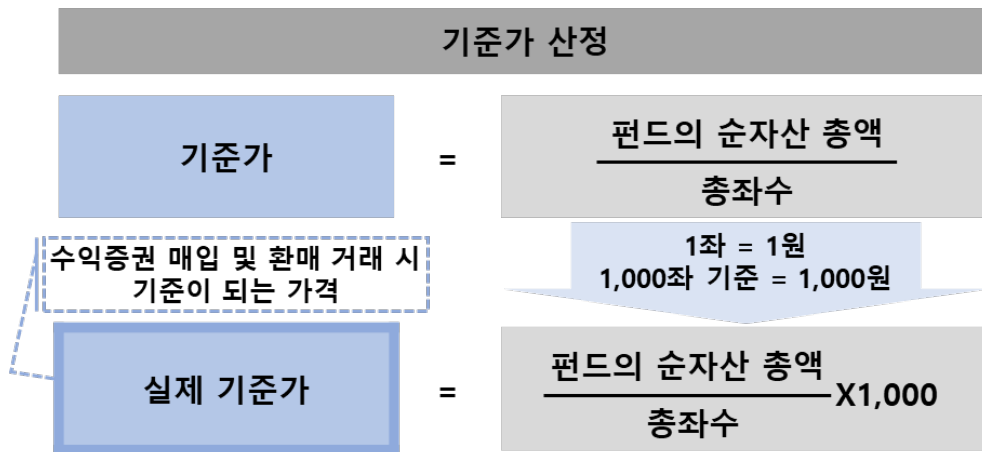 기준가 산정
기준가
=
펀드의 순자산 총액
총좌수
수익증권 매입 및 환매 거래 시
기준이 되는 가격
1좌 = 1원
1,000좌 기준 = 1,000원
실제 기준가
=
펀드의 순자산 총액
총좌수
X1,000